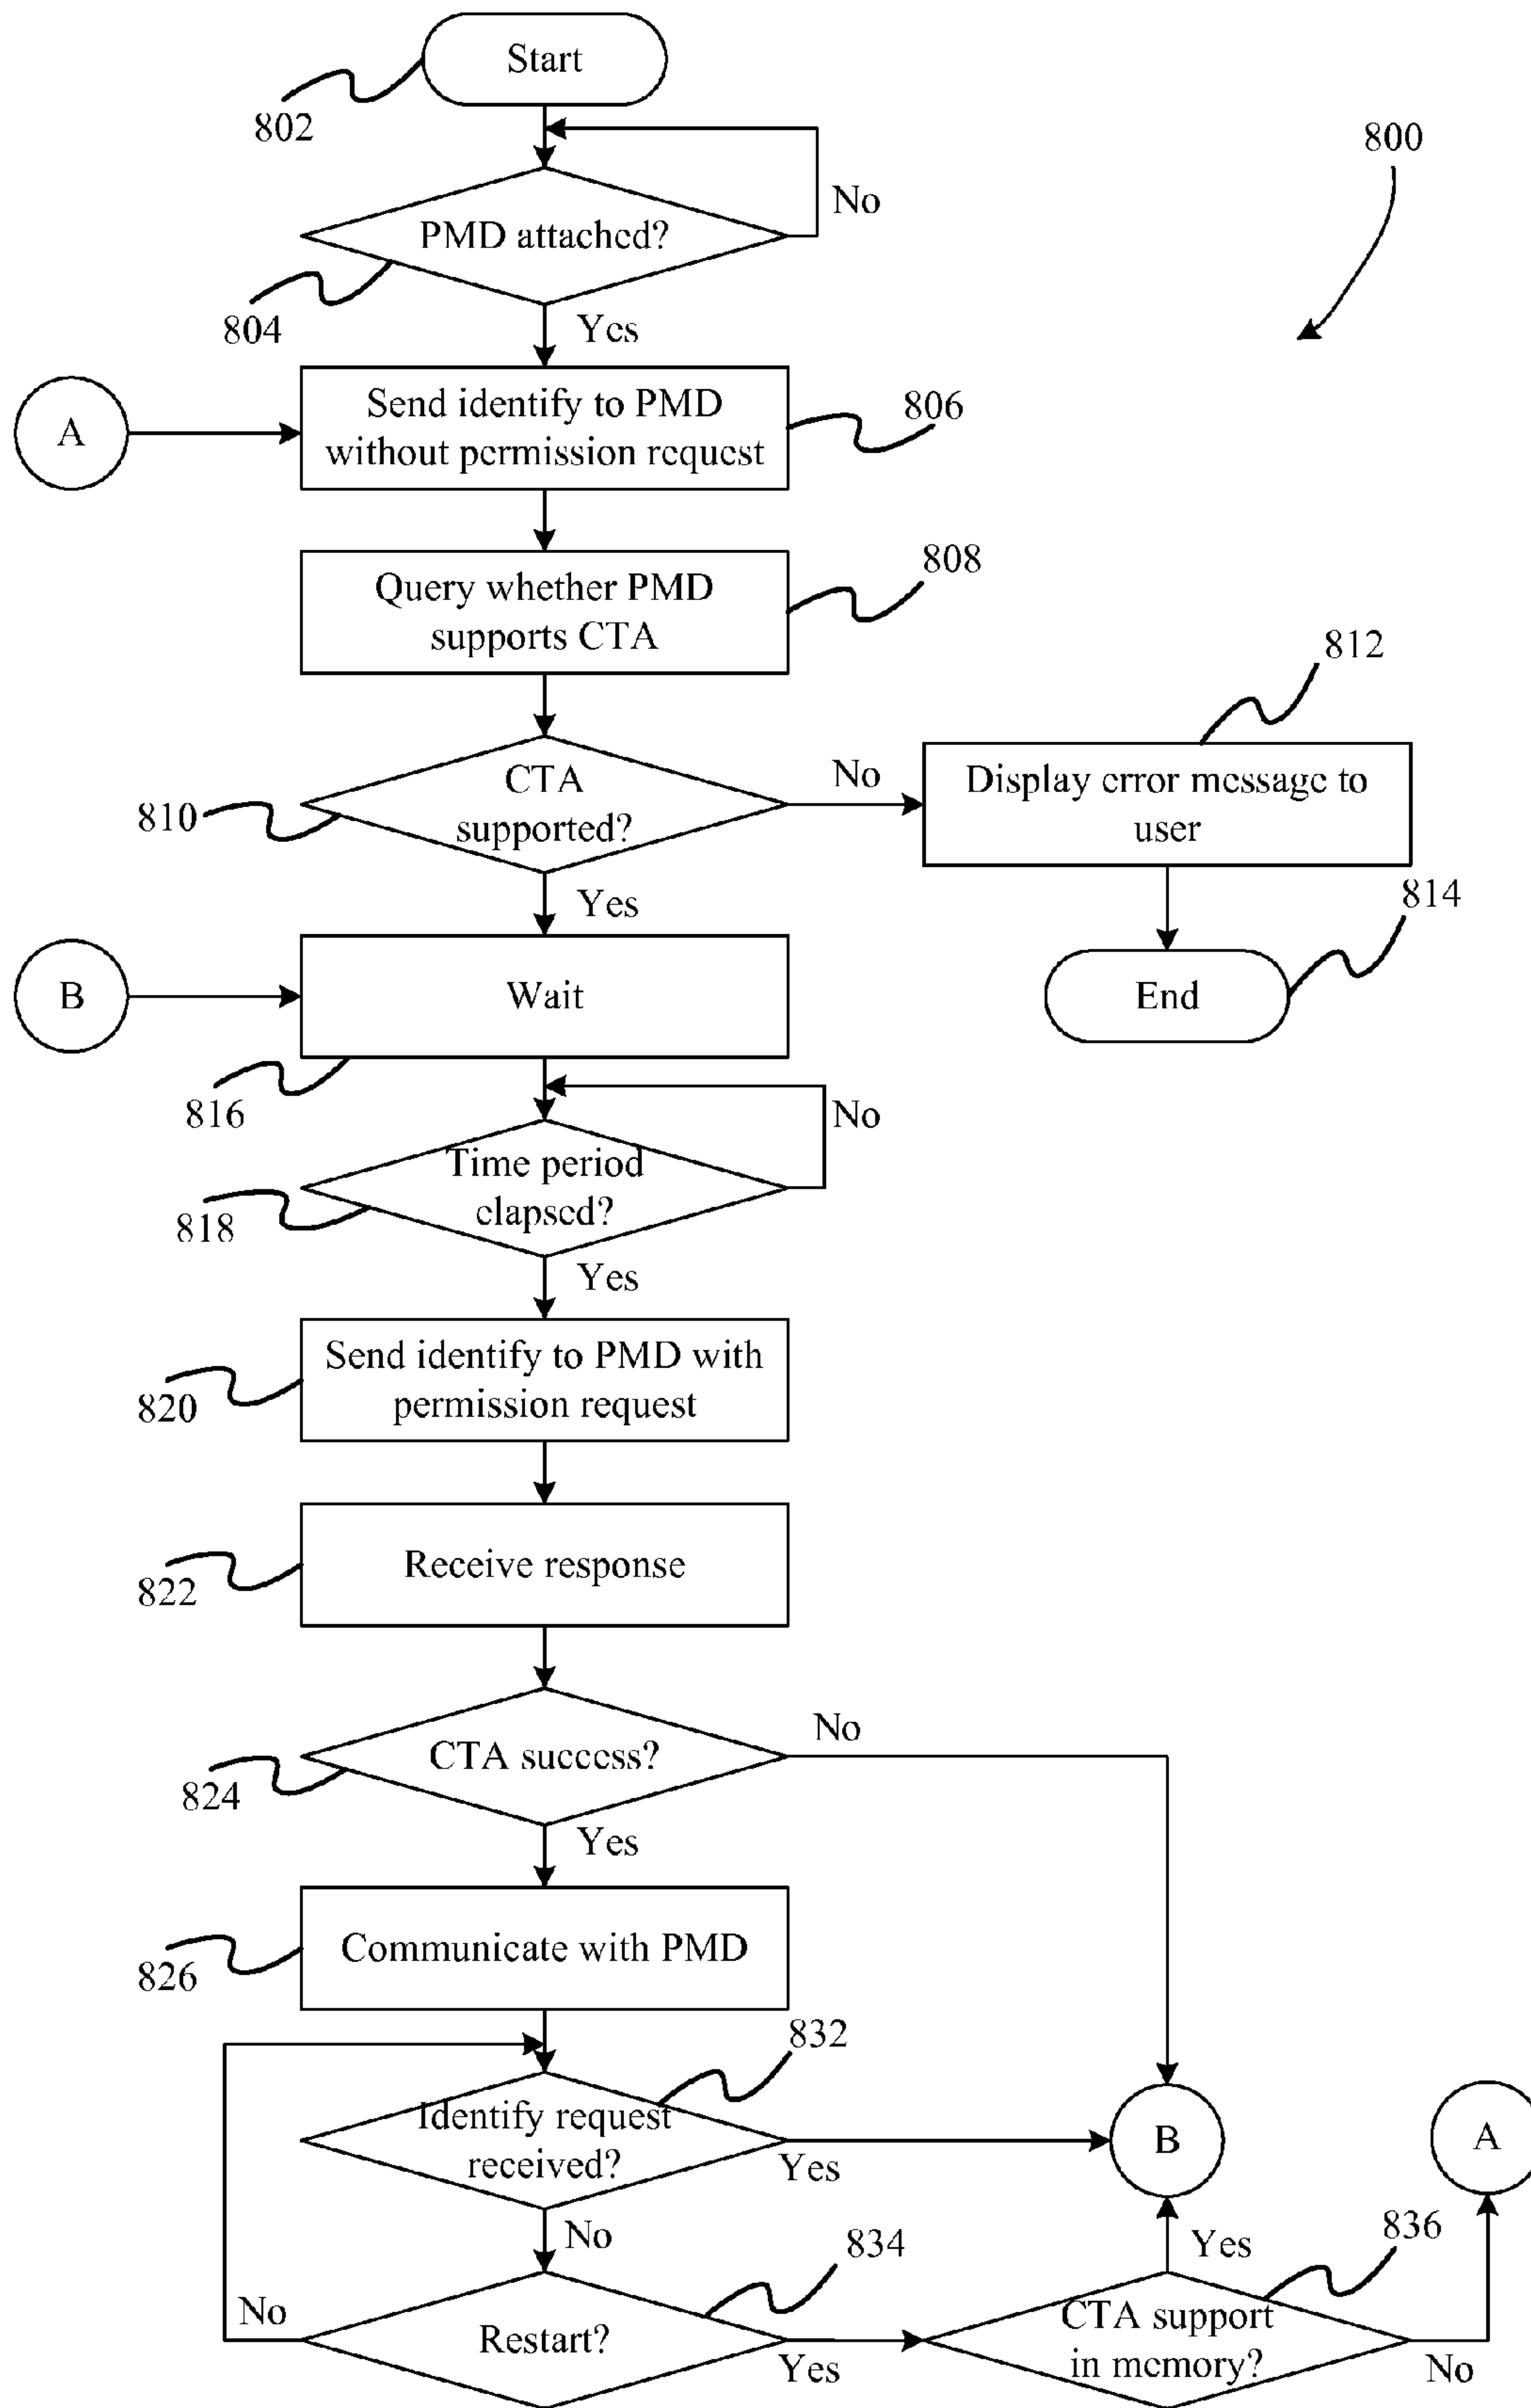 Start
802
800
No
PMD attached?
804
Yes
A
Send identify to PMD
without permission request
806
808
Query whether PMD
supports CTA
812
CTA
supported?
810
No
Display error message to
user
Yes
814
B
Wait
End
816
No
Time period
elapsed?
818
Yes
Send identify to PMD with
permission request
820
Receive response
822
No
CTA success?
824
Yes
Communicate with PMD
826
832
Identify request
received?
Yes
B
A
No
834
Yes
836
No
Restart?
Yes
CTA support
in memory?
No